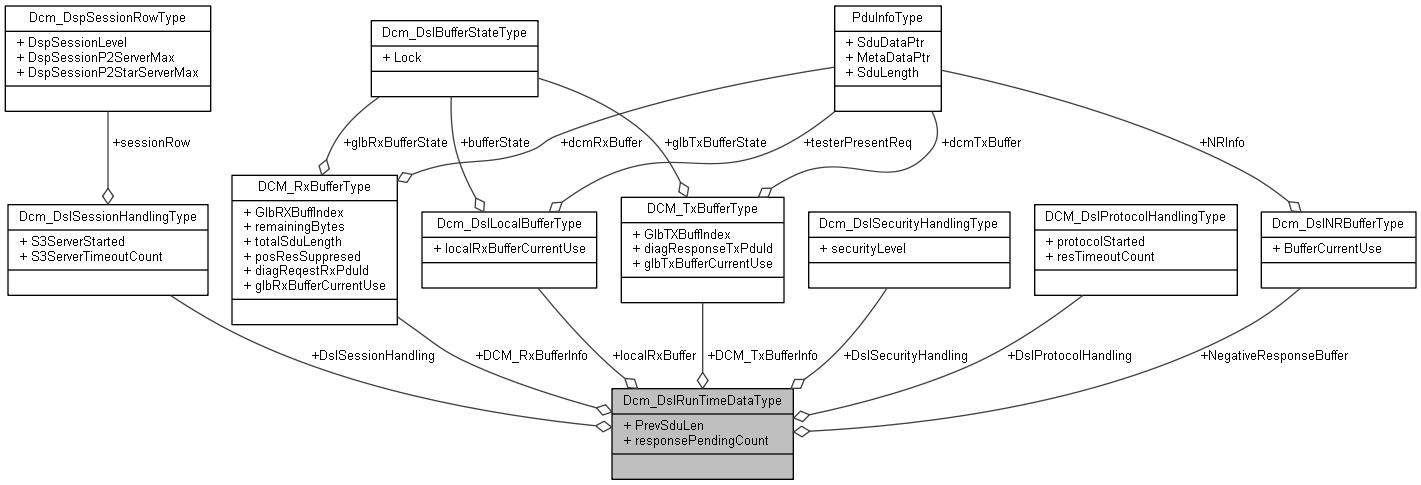 Dcm_DspSessionRowType
+ DspSessionLevel
+ DspSessionP2ServerMax
+ DspSessionP2StarServerMax
Dcm_DslBufferStateType
+ Lock
PduInfoType
+ SduDataPtr
+ MetaDataPtr
+ SduLength
+sessionRow
+glbRxBufferState
+bufferState
+dcmRxBuffer
+glbTxBufferState
+testerPresentReq
+dcmTxBuffer
+NRInfo
Dcm_DslSessionHandlingType
+ S3ServerStarted
+ S3ServerTimeoutCount
DCM_RxBufferType
+ GlbRXBuffIndex
+ remainingBytes
+ totalSduLength
+ posResSuppresed
+ diagReqestRxPduId
+ glbRxBufferCurrentUse
Dcm_DslLocalBufferType
+ localRxBufferCurrentUse
DCM_TxBufferType
+ GlbTXBuffIndex
+ diagResponseTxPduId
+ glbTxBufferCurrentUse
Dcm_DslSecurityHandlingType
+ securityLevel
DCM_DslProtocolHandlingType
+ protocolStarted
+ resTimeoutCount
Dcm_DslNRBufferType
+ BufferCurrentUse
+DslSessionHandling
+DCM_RxBufferInfo
+localRxBuffer
+DCM_TxBufferInfo
+DslSecurityHandling
+DslProtocolHandling
+NegativeResponseBuffer
Dcm_DslRunTimeDataType
+ PrevSduLen
+ responsePendingCount